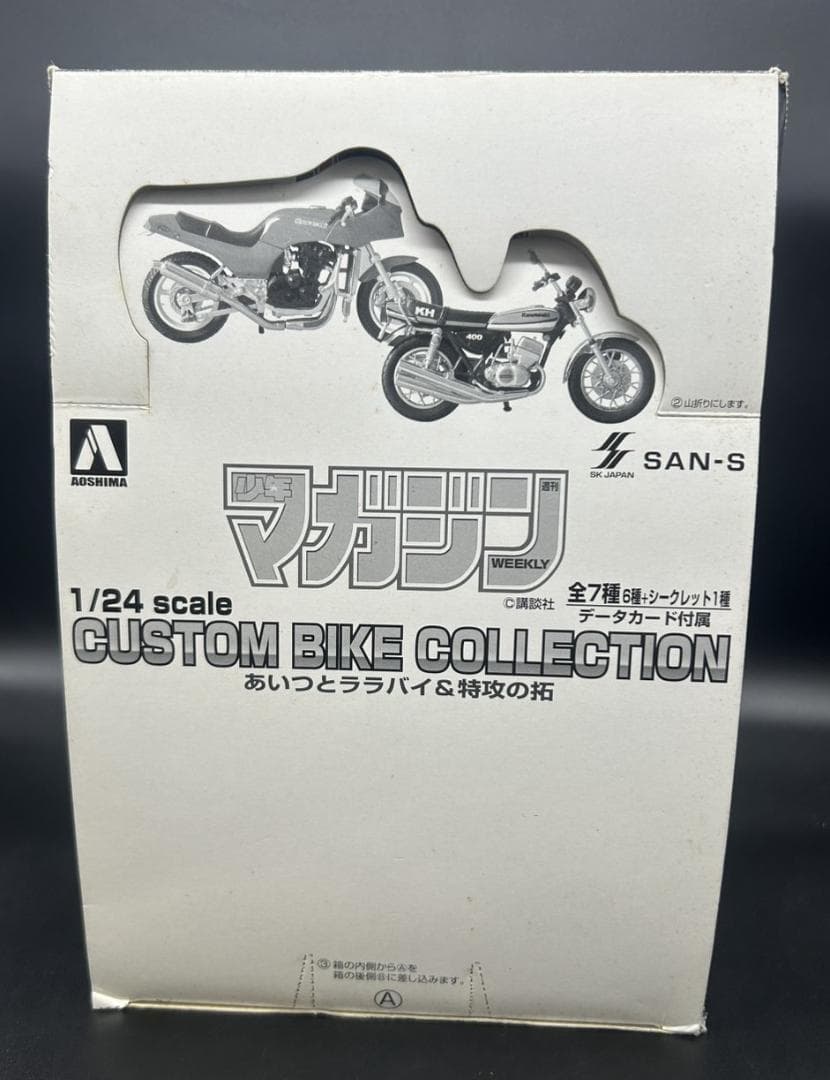 KH
400
Kawasaki
②山折りにします。
AOSHIMA
SK JAPAN
SAN-S
少年
マガジン
週刊
WEEKLY
©講談社
1/24 scale
全7種 6種+シークレット1種
データカード付属
CUSTOM BIKE COLLECTION
あいつとララバイ&特攻の拓
③箱の内側からⒶを
箱の後側Ⓑに差し込みます。
Ⓐ